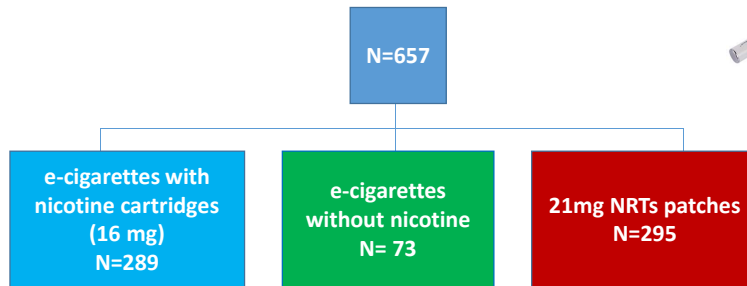 N=657
e-cigarettes with
nicotine cartridges
(16 mg)
N=289
e-cigarettes
without nicotine
N= 73
21mg NRTs patches
N=295